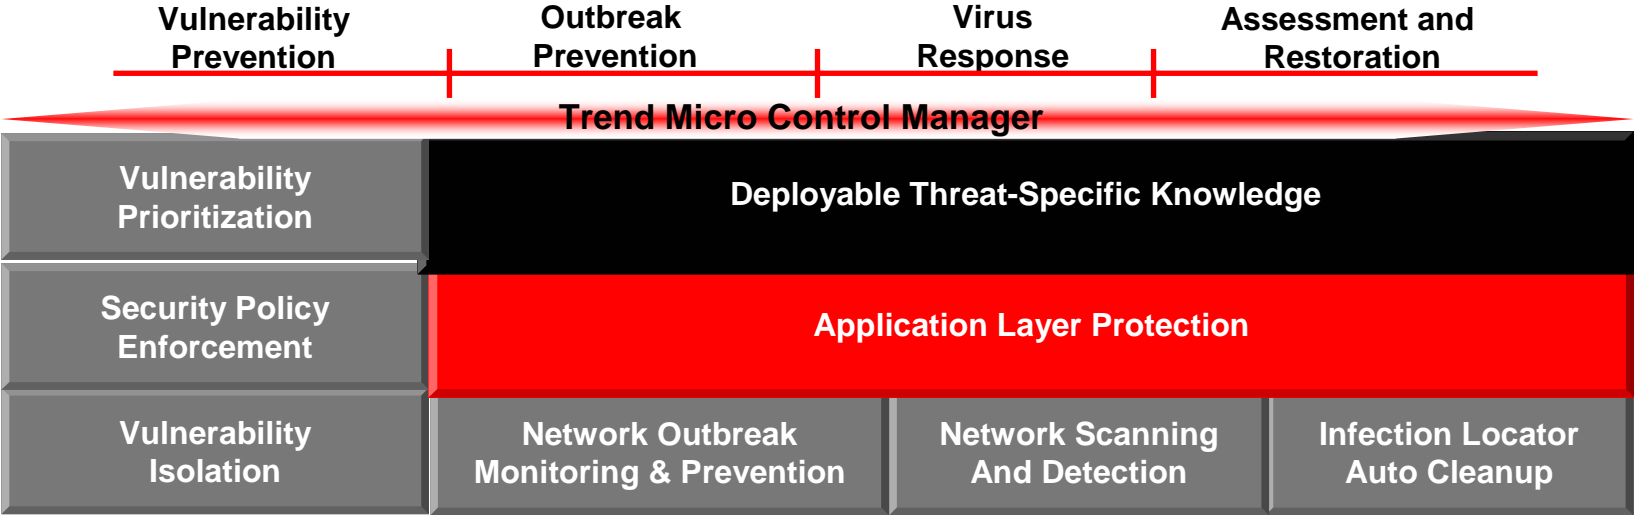 Vulnerability
Prevention
Outbreak
Prevention
Virus
Response
Assessment and
Restoration
Trend Micro Control Manager
Vulnerability
Prioritization
Deployable Threat-Specific Knowledge
Security Policy
Enforcement
Application Layer Protection
Vulnerability
Isolation
Network Outbreak
Monitoring & Prevention
Network Scanning
And Detection
Infection Locator
Auto Cleanup